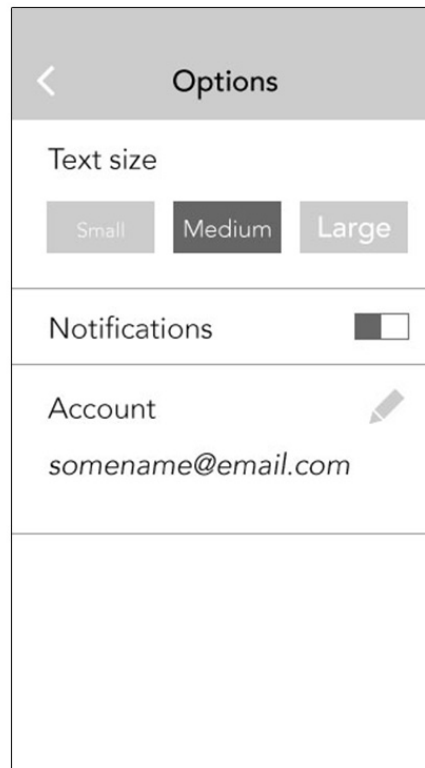 Options
Text size
Small Medium Large
Notifications
Account
somename@email.com